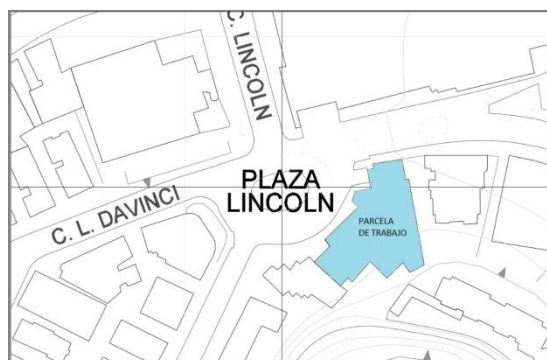 C. LINCOLN
PLAZA
LINCOLN
C. L. DAVINCI
PARCELA
DE TRABAJO